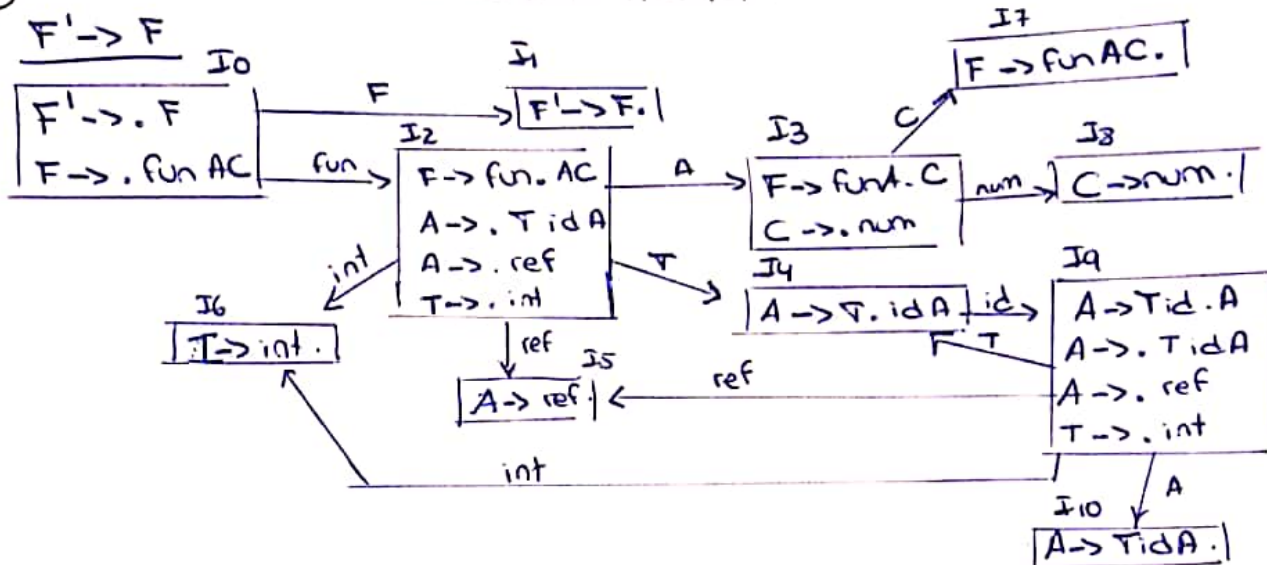 F' -> F
I0
F' -> . F
F -> . fun AC
F
I1
F' -> F.
fun
I2
F -> fun. AC
A -> . T id A
A -> . ref
T -> . int
A
I3
F -> funA. C
C -> . num
C
I7
F -> fun AC.
num
I8
C -> num.
T
I4
A -> T. id A
id
I9
A -> Tid. A
A -> . TidA
A -> . ref
T -> . int
T
int
I6
T -> int.
ref
I5
A -> ref.
ref
int
A
I10
A -> TidA.